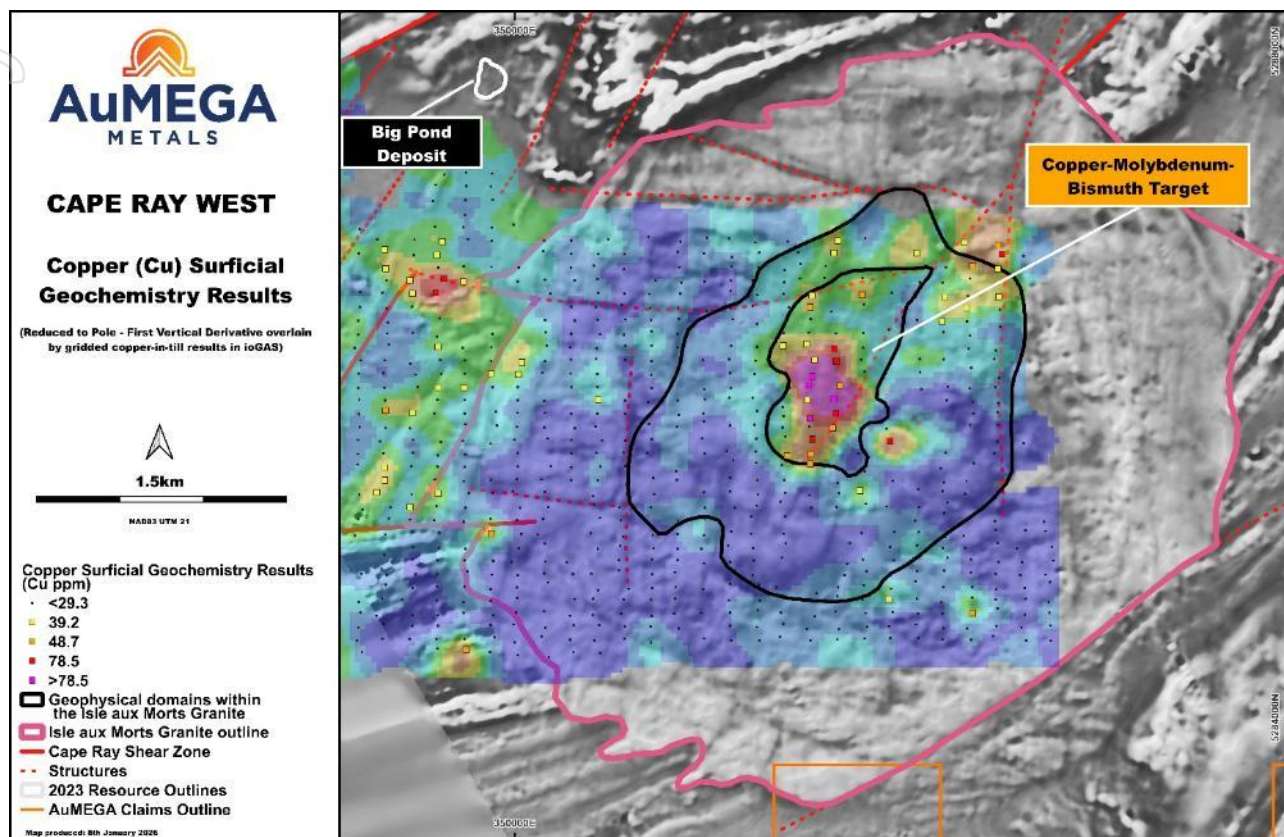 AuMEGA
METALS
CAPE RAY WEST
Copper (Cu) Surficial
Geochemistry Results
(Reduced to Pole - First Vertical Derivative overlain
by gridded copper-in-till results in ioGAS)
1.5km
NAD83 UTM 21
Copper Surficial Geochemistry Results
(Cu ppm)
<29.3
39.2
48.7
78.5
>78.5
Geophysical domains within
the Isle aux Morts Granite
Isle aux Morts Granite outline
Cape Ray Shear Zone
Structures
2023 Resource Outlines
AuMEGA Claims Outline
Map produced: 8th January 2026
350000E
5288000N
Big Pond
Deposit
Copper-Molybdenum-
Bismuth Target
5284000N
350000E